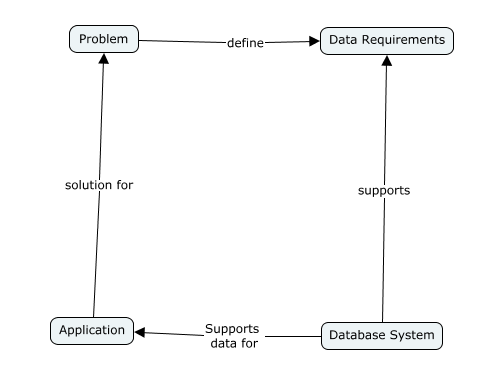 Problem
define
Data Requirements
solution for
supports
Application
Supports
data for
Database System